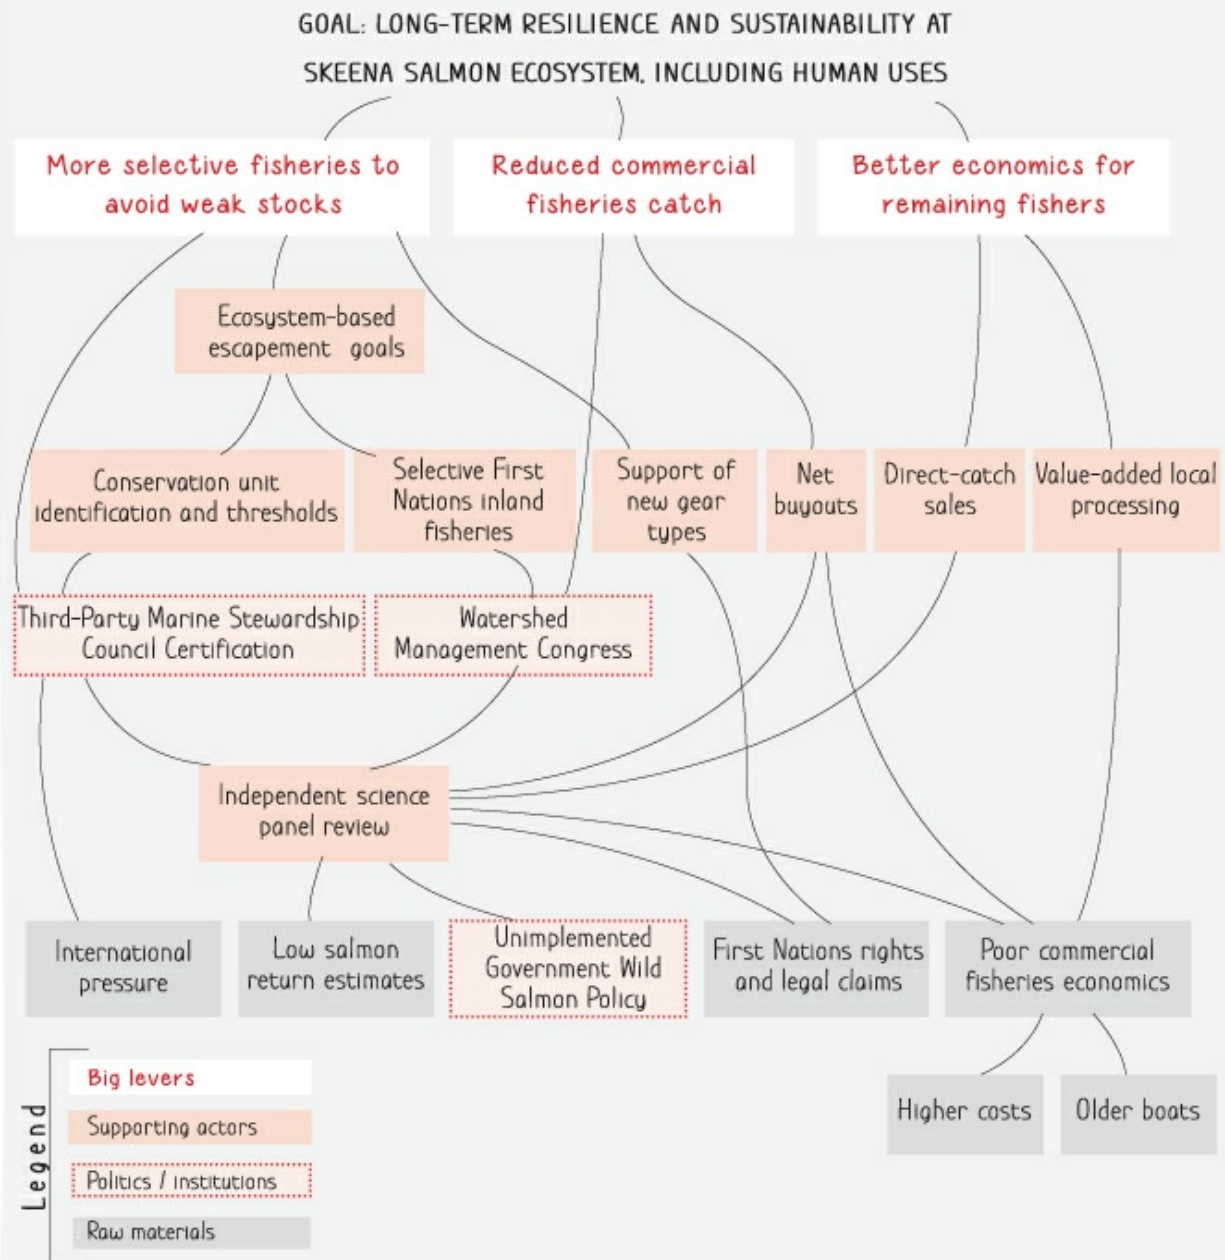 GOAL: LONG-TERM RESILIENCE AND SUSTAINABILITY AT
SKEENA SALMON ECOSYSTEM, INCLUDING HUMAN USES
More selective fisheries to
avoid weak stocks
Reduced commercial
fisheries catch
Better economics for
remaining fishers
Ecosystem-based
escapement goals
Conservation unit
identification and thresholds
Selective First
Nations inland
fisheries
Support of
new gear
types
Net
buyouts
Direct-catch
sales
Value-added local
processing
Third-Party Marine Stewardship
Council Certification
Watershed
Management Congress
Independent science
panel review
International
pressure
Low salmon
return estimates
Unimplemented
Government Wild
Salmon Policy
First Nations rights
and legal claims
Poor commercial
fisheries economics
Higher costs
Older boats
Legend
Big levers
Supporting actors
Politics / institutions
Raw materials